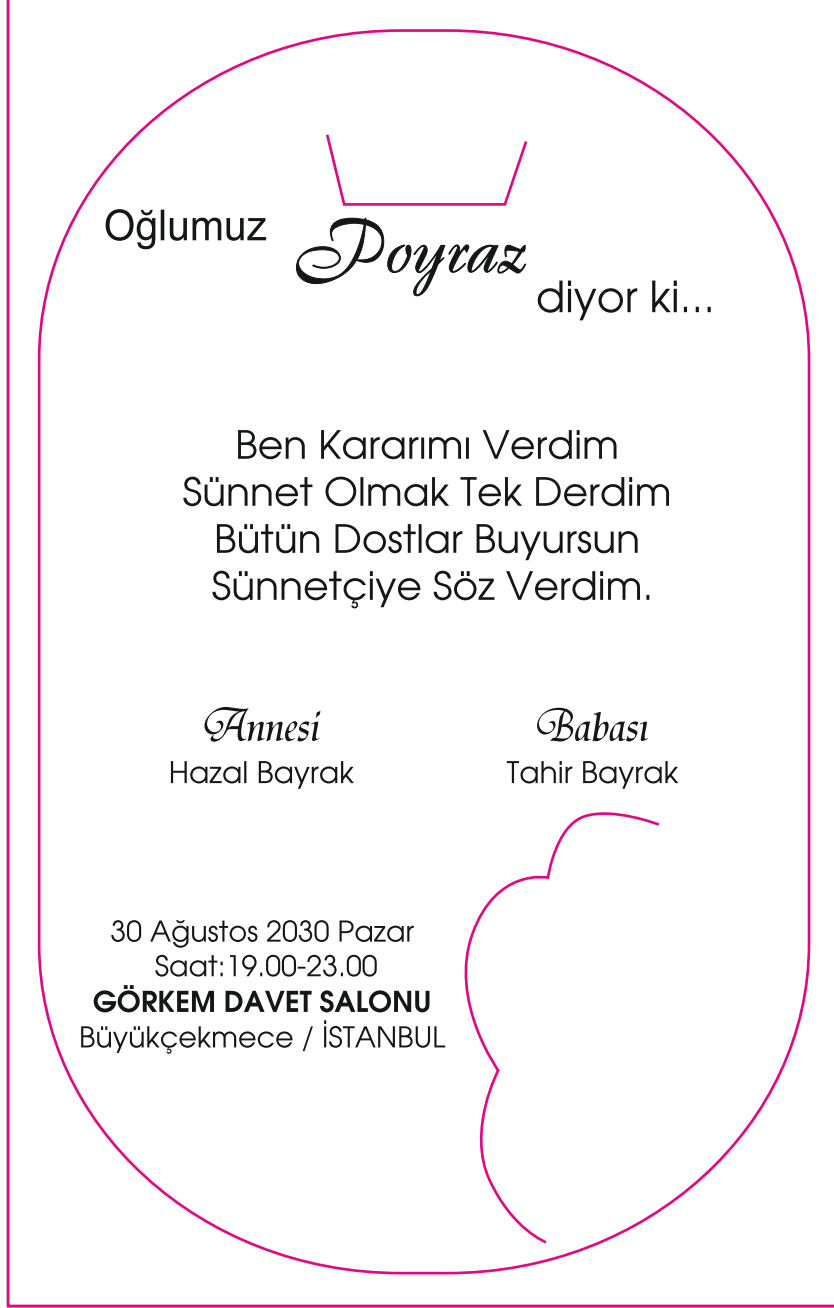 Oğlumuz
Poyraz
diyor ki...
Ben Kararımı Verdim
Sünnet Olmak Tek Derdim
Bütün Dostlar Buyursun
Sünnetçiye Söz Verdim.
Annesi
Hazal Bayrak
Babası
Tahir Bayrak
30 Ağustos 2030 Pazar
Saat:19.00-23.00
GÖRKEM DAVET SALONU
Büyükçekmece / İSTANBUL